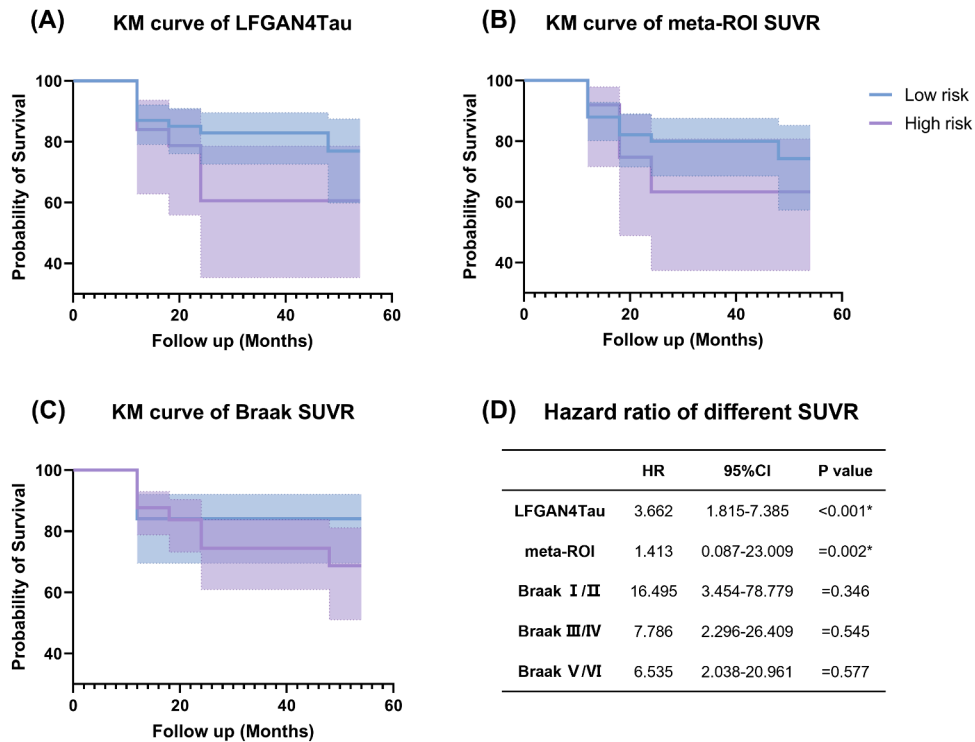 (A) KM curve of LFGAN4Tau
Probability of Survival
100
80
60
40
0 20 40 60
Follow up (Months)
(B) KM curve of meta-ROI SUVR
Probability of Survival
100
80
60
40
0 20 40 60
Follow up (Months)
Low risk
High risk
(C) KM curve of Braak SUVR
Probability of Survival
100
80
60
40
0 20 40 60
Follow up (Months)
(D) Hazard ratio of different SUVR
HR 95%CI P value
LFGAN4Tau 3.662 1.815-7.385 <0.001*
meta-ROI 1.413 0.087-23.009 =0.002*
Braak Ⅰ/Ⅱ 16.495 3.454-78.779 =0.346
Braak Ⅲ/Ⅳ 7.786 2.296-26.409 =0.545
Braak Ⅴ/Ⅵ 6.535 2.038-20.961 =0.577